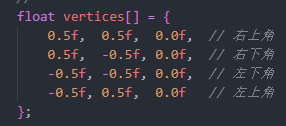 float vertices[] = {
    0.5f,  0.5f,  0.0f,  // 右上角
    0.5f,  -0.5f, 0.0f,  // 右下角
    -0.5f, -0.5f, 0.0f,  // 左下角
    -0.5f, 0.5f,  0.0f   // 左上角
};